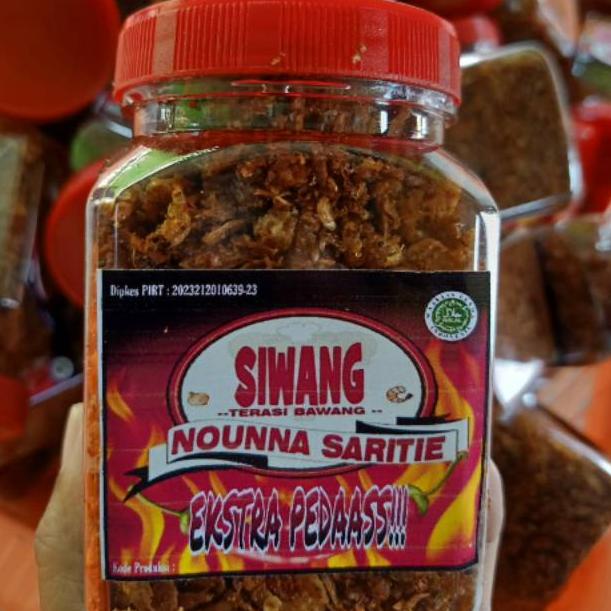 Dipkes PIRT : 2023212010639-23
SIWANG
--TERASI BAWANG --
NOUNNA SARITIE
EKSTRA PEDAASS!!!
Kode Produksi :